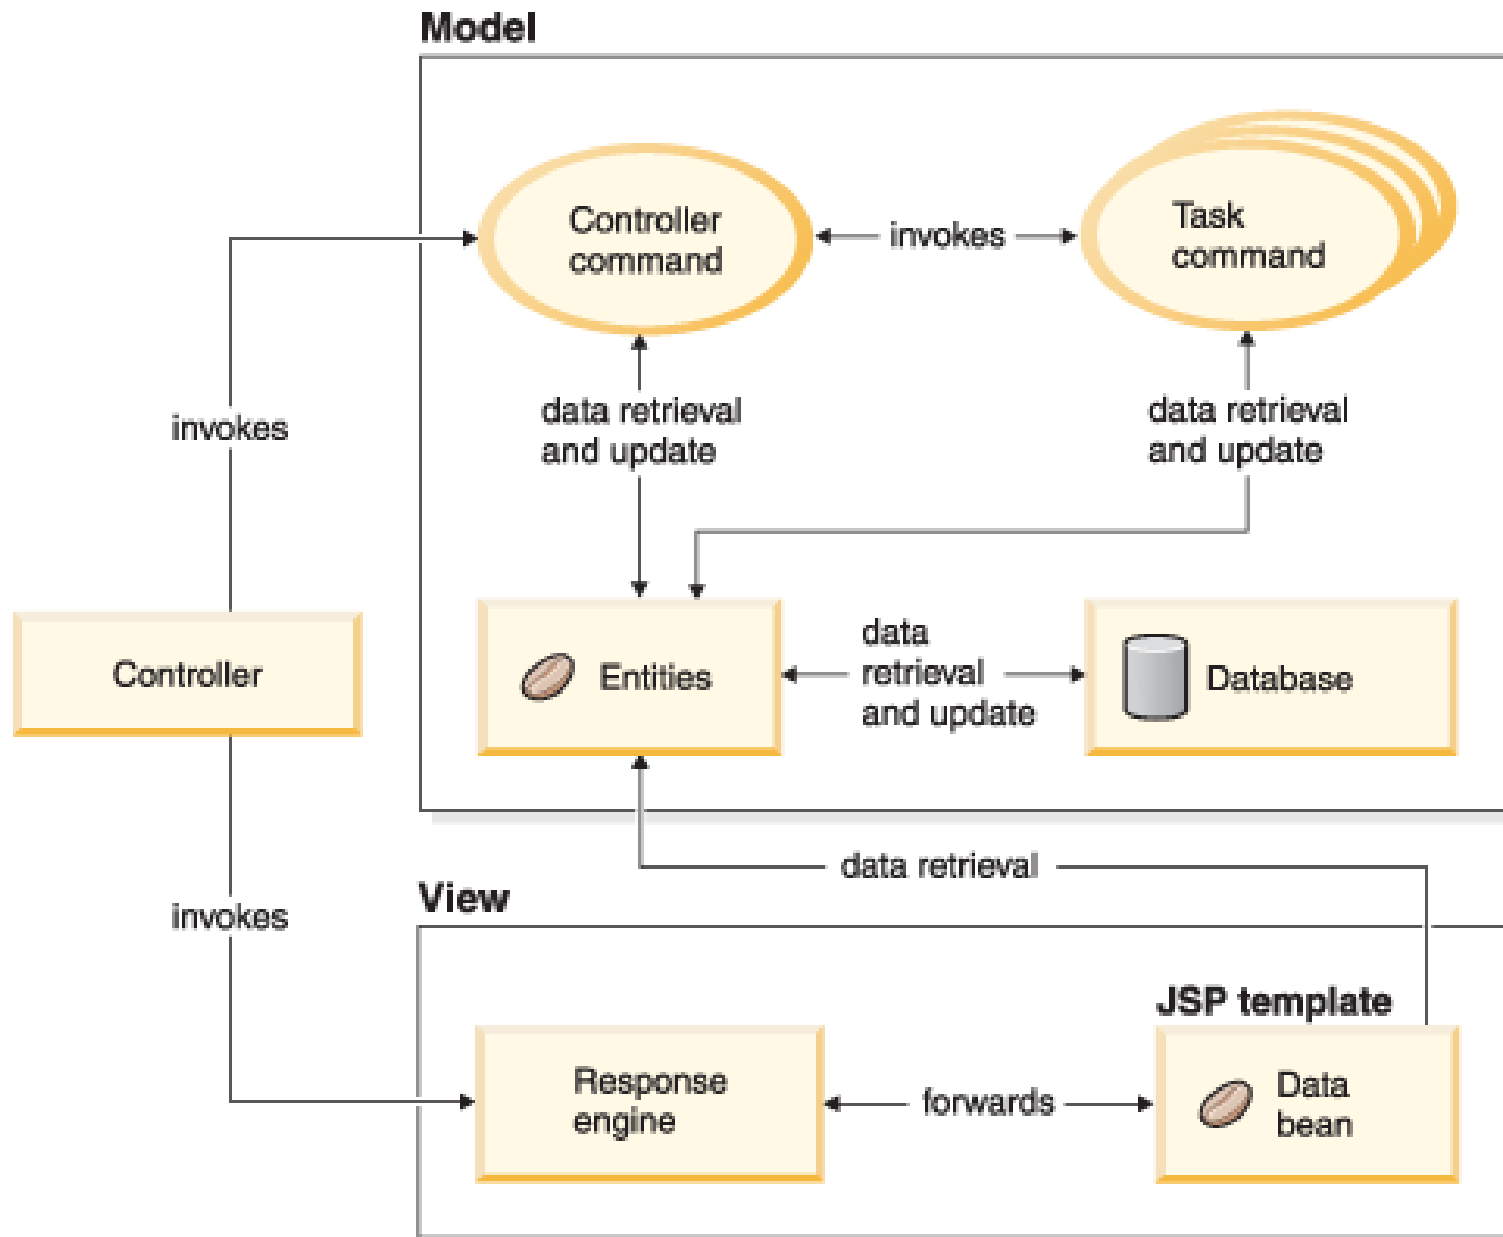 Model
Controller
command
invokes
Task
command
invokes
data retrieval
and update
data retrieval
and update
Controller
Entities
data
retrieval
and update
Database
data retrieval
View
invokes
JSP template
Response
engine
forwards
Data
bean